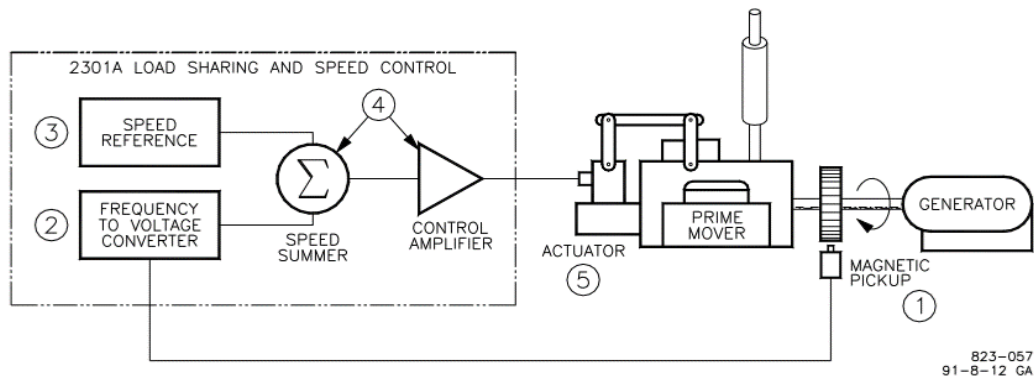 2301A LOAD SHARING AND SPEED CONTROL
3
SPEED
REFERENCE
4
Σ
2
FREQUENCY
TO VOLTAGE
CONVERTER
SPEED
SUMMER
CONTROL
AMPLIFIER
ACTUATOR
5
PRIME
MOVER
GENERATOR
MAGNETIC
PICKUP
1
823-057
91-8-12 GA